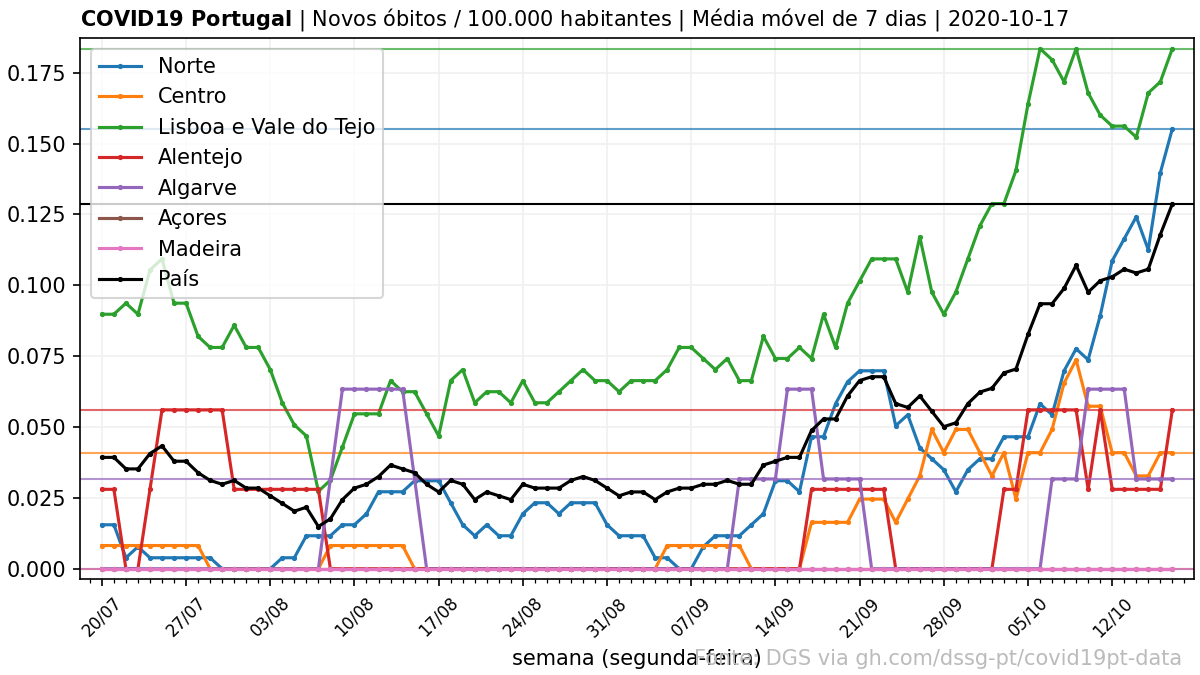 COVID19 Portugal | Novos óbitos / 100.000 habitantes | Média móvel de 7 dias | 2020-10-17
0.175
0.150
0.125
0.100
0.075
0.050
0.025
0.000
Norte
Centro
Lisboa e Vale do Tejo
Alentejo
Algarve
Açores
Madeira
País
20/07
27/07
03/08
10/08
17/08
24/08
31/08
07/09
14/09
21/09
28/09
05/10
12/10
semana (segunda-feira)
Fonte: DGS via gh.com/dssg-pt/covid19pt-data